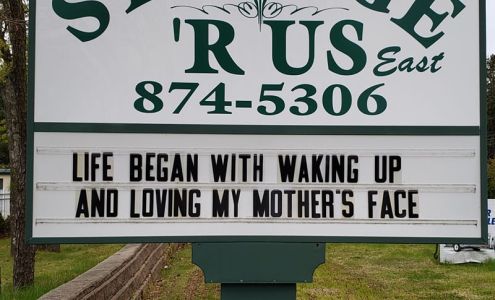 'R US East
874-5306
LIFE BEGAN WITH WAKING UP
AND LOVING MY MOTHER'S FACE